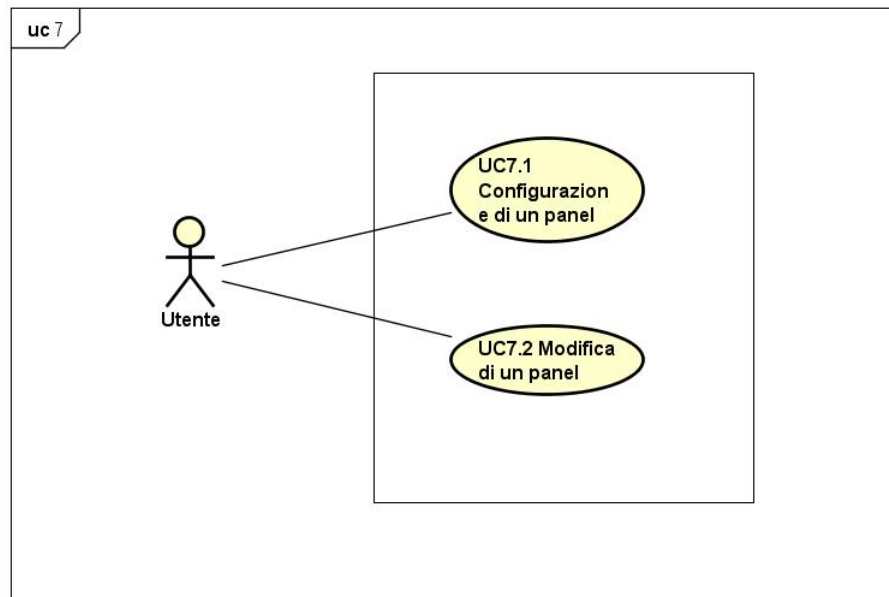 uc 7
UC7.1
Configurazion
e di un panel
Utente
UC7.2 Modifica
di un panel